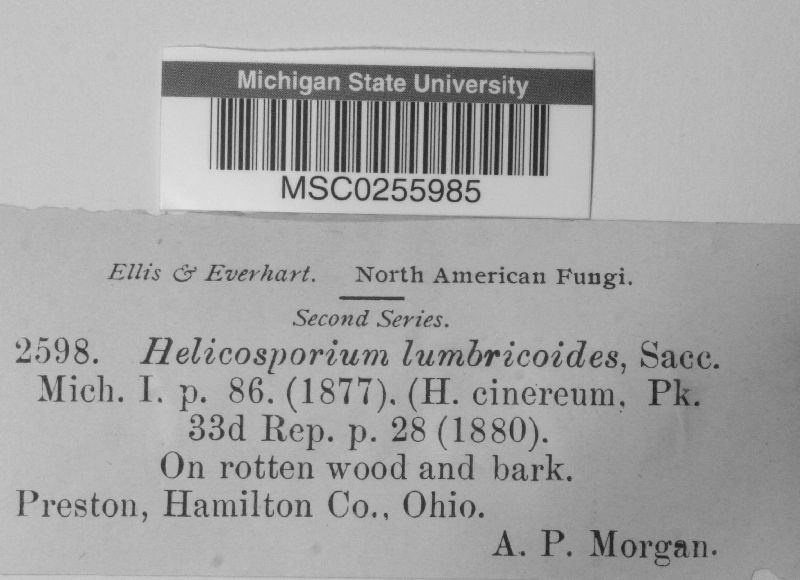 Michigan State University
MSC0255985
Ellis & Everhart. North American Fungi.
Second Series.
2598. Helicosporium lumbricoides, Sacc.
Mich. I. p. 86. (1877). (H. cinereum, Pk.
33d Rep. p. 28 (1880).
On rotten wood and bark.
Preston, Hamilton Co., Ohio.
A. P. Morgan.